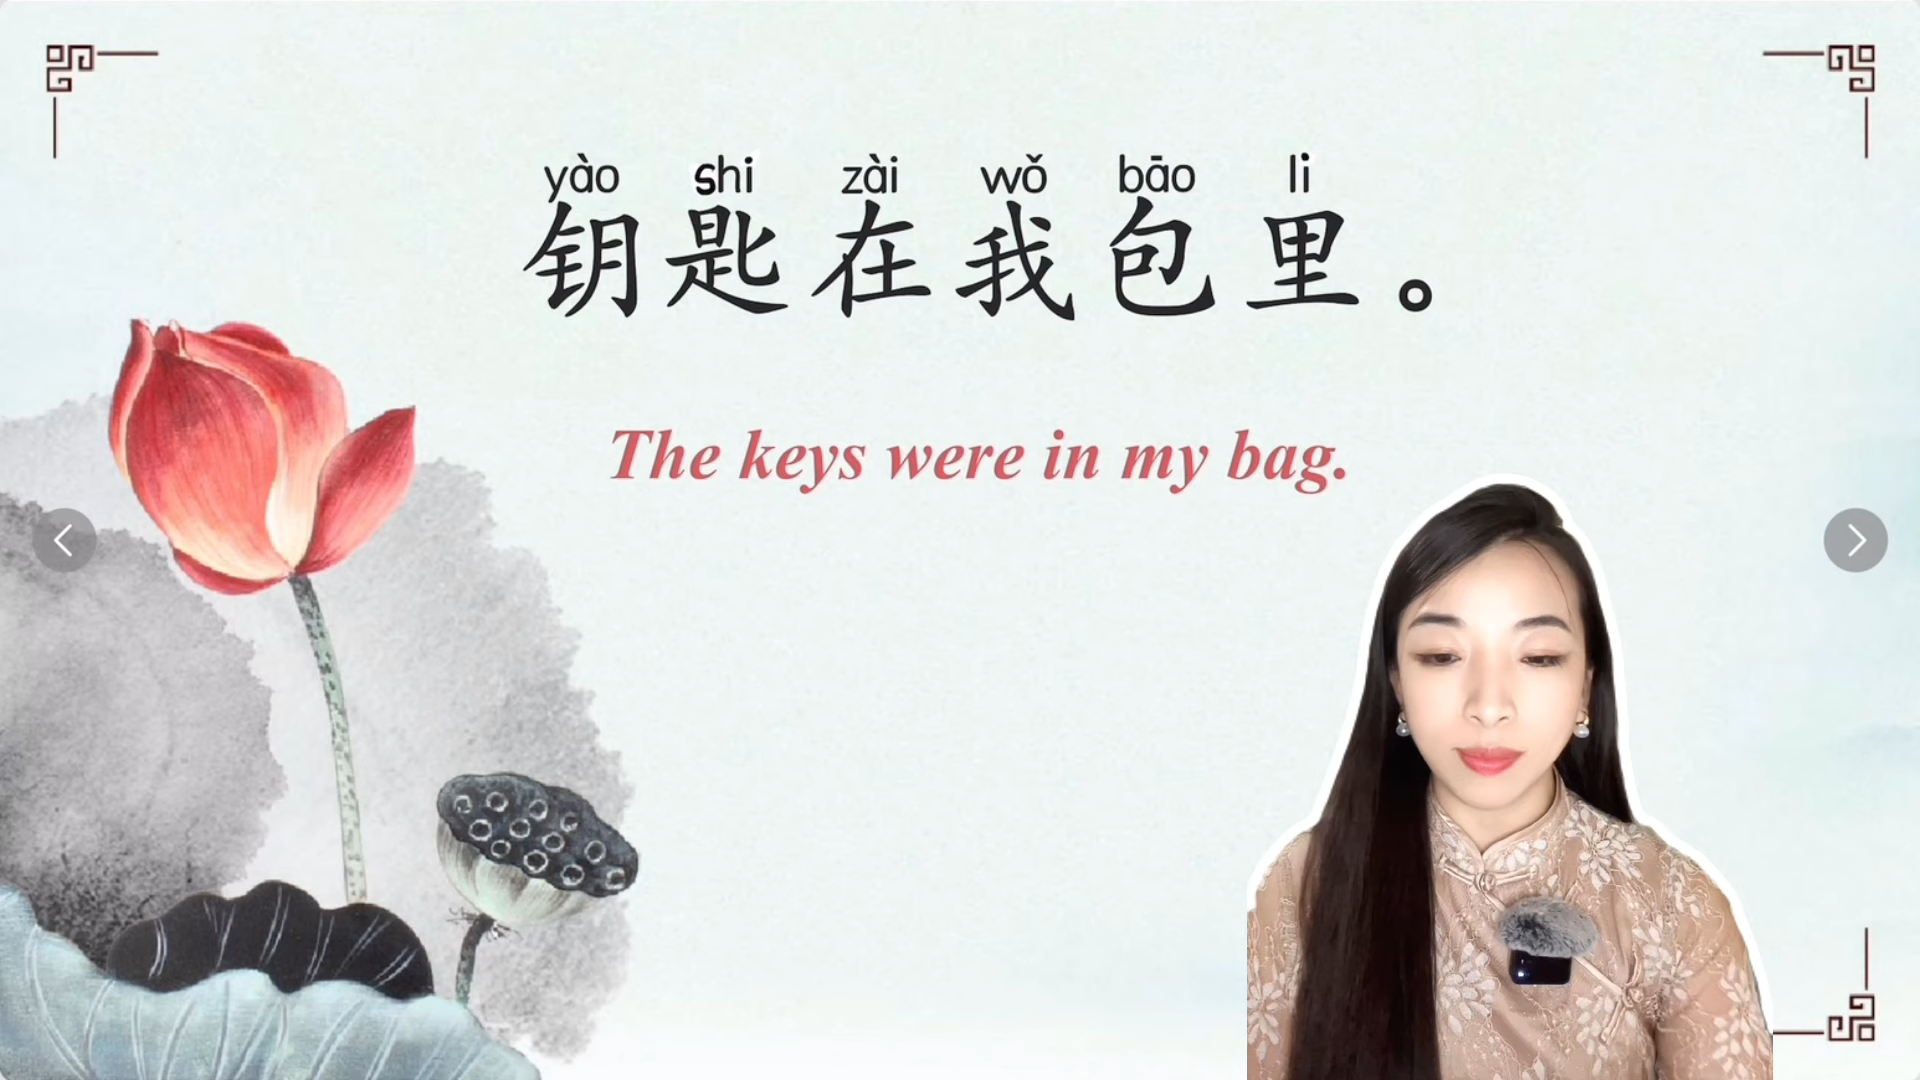 yào shi zài wǒ bāo li
钥匙在我包里。
The keys were in my bag.